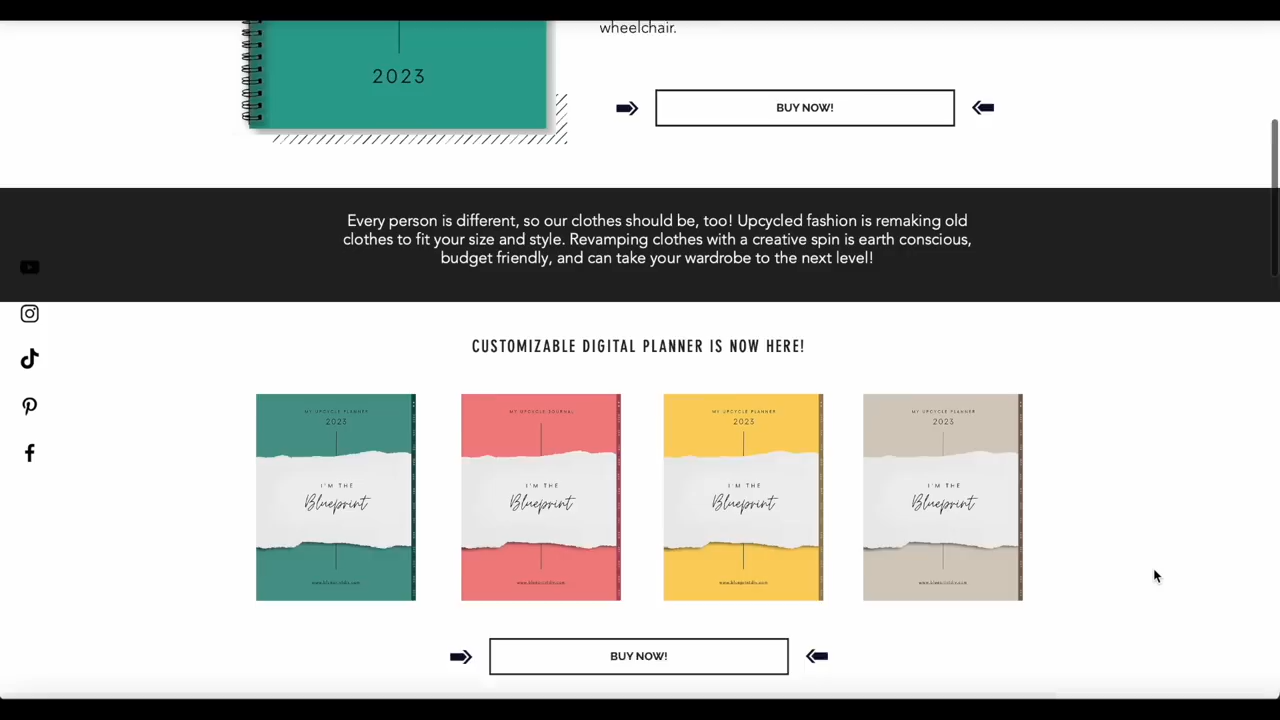 wheelchair.
2023
BUY NOW!
Every person is different, so our clothes should be, too! Upcycled fashion is remaking old
clothes to fit your size and style. Revamping clothes with a creative spin is earth conscious,
budget friendly, and can take your wardrobe to the next level!
CUSTOMIZABLE DIGITAL PLANNER IS NOW HERE!
MY UPCYCLE PLANNER
2023
I'M THE
Blueprint
MY UPCYCLE JOURNAL
I'M THE
Blueprint
MY UPCYCLE PLANNER
2023
I'M THE
Blueprint
MY UPCYCLE PLANNER
2023
I'M THE
Blueprint
BUY NOW!